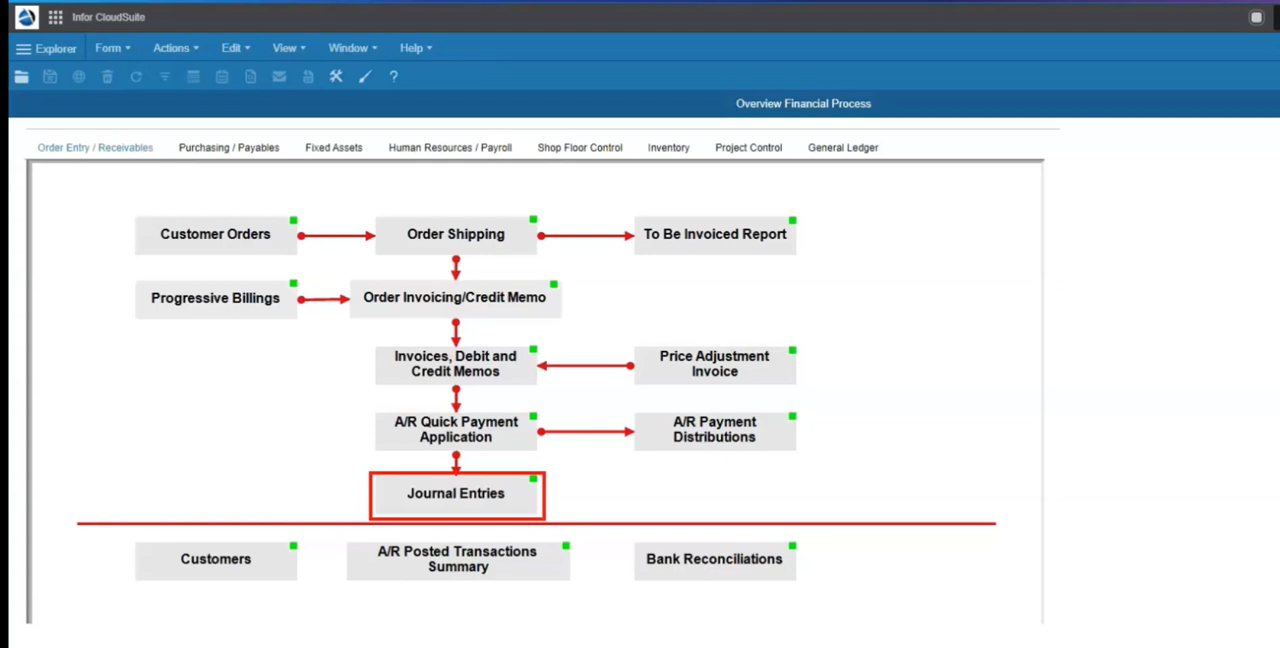 Infor CloudSuite
Explorer Form Actions Edit View Window Help
?
Overview Financial Process
Order Entry / Receivables Purchasing / Payables Fixed Assets Human Resources / Payroll Shop Floor Control Inventory Project Control General Ledger
Customer Orders Order Shipping To Be Invoiced Report
Progressive Billings Order Invoicing/Credit Memo
Invoices, Debit and
Credit Memos
Price Adjustment
Invoice
A/R Quick Payment
Application
A/R Payment
Distributions
Journal Entries
Customers
A/R Posted Transactions
Summary
Bank Reconciliations